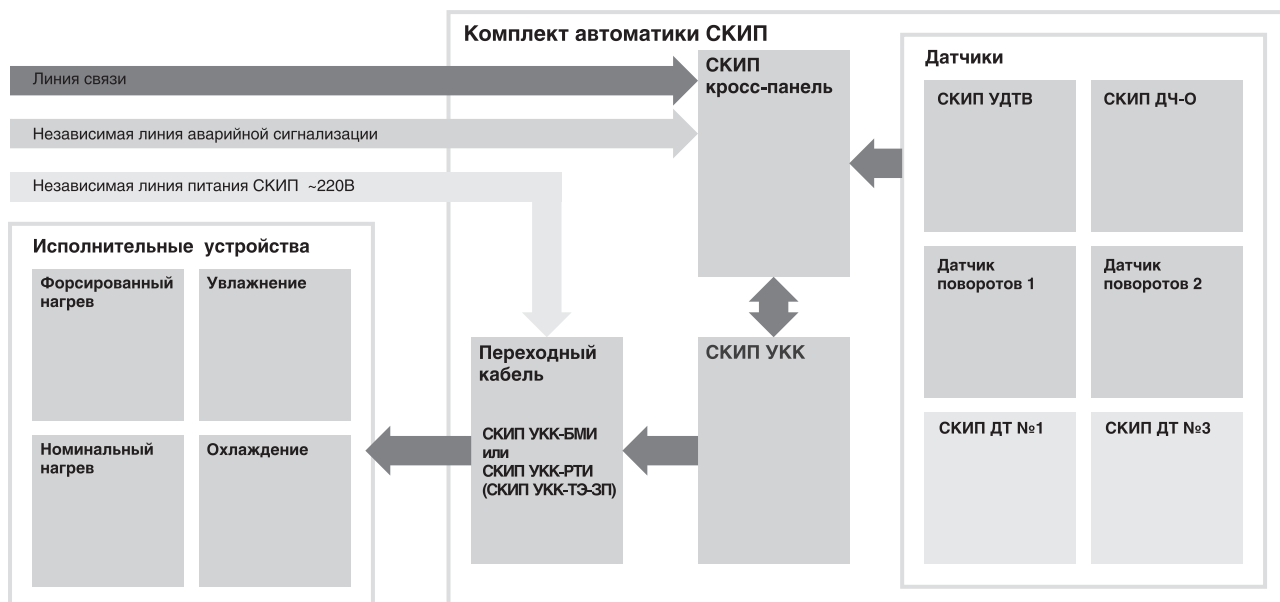 Комплект автоматики СКИП
Линия связи
Независимая линия аварийной сигнализации
Независимая линия питания СКИП ~220В
СКИП
кросс-панель
Датчики
СКИП УДТВ
СКИП ДЧ-О
Датчик
поворотов 1
Датчик
поворотов 2
СКИП ДТ №1
СКИП ДТ №3
Исполнительные устройства
Форсированный
нагрев
Увлажнение
Номинальный
нагрев
Охлаждение
Переходный
кабель
СКИП УКК-БМИ
или
СКИП УКК-РТИ
(СКИП УКК-ТЭ-ЗП)
СКИП УКК